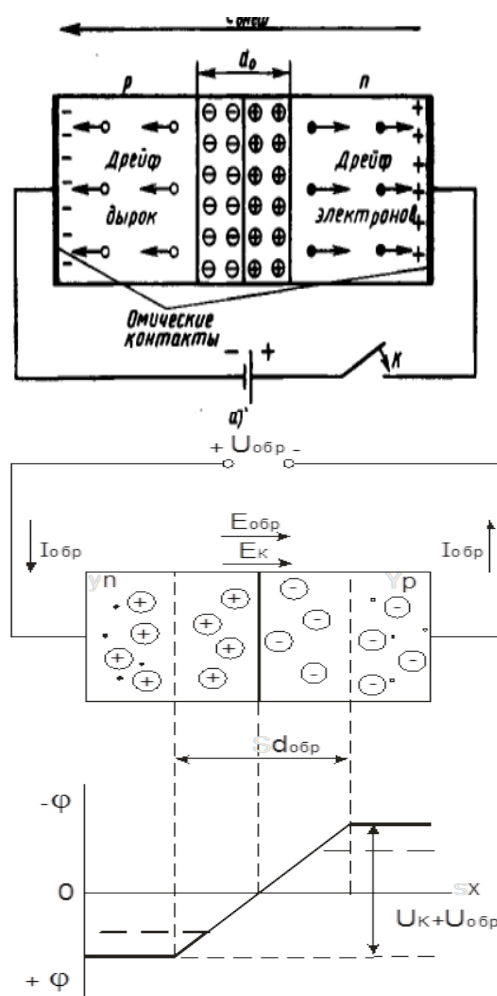 d₀
p n
Дрейф Дрейф
дырок электронов
Омические
контакты
- +
К
а)
+ Uобр -
Eобр
Iобр Eк Iобр
n p
dобр
-φ
0 x
Uк+Uобр
+ φ